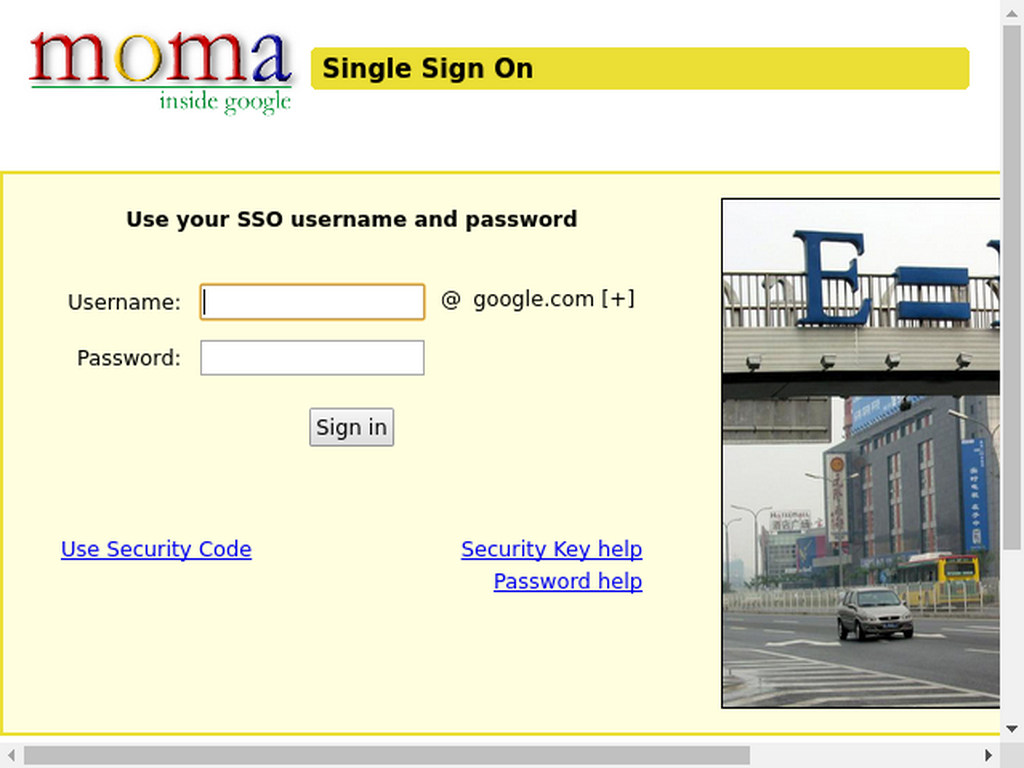 moma
inside google
Single Sign On
Use your SSO username and password
Username:
@ google.com [+]
Password:
Sign in
Use Security Code
Security Key help
Password help
E=